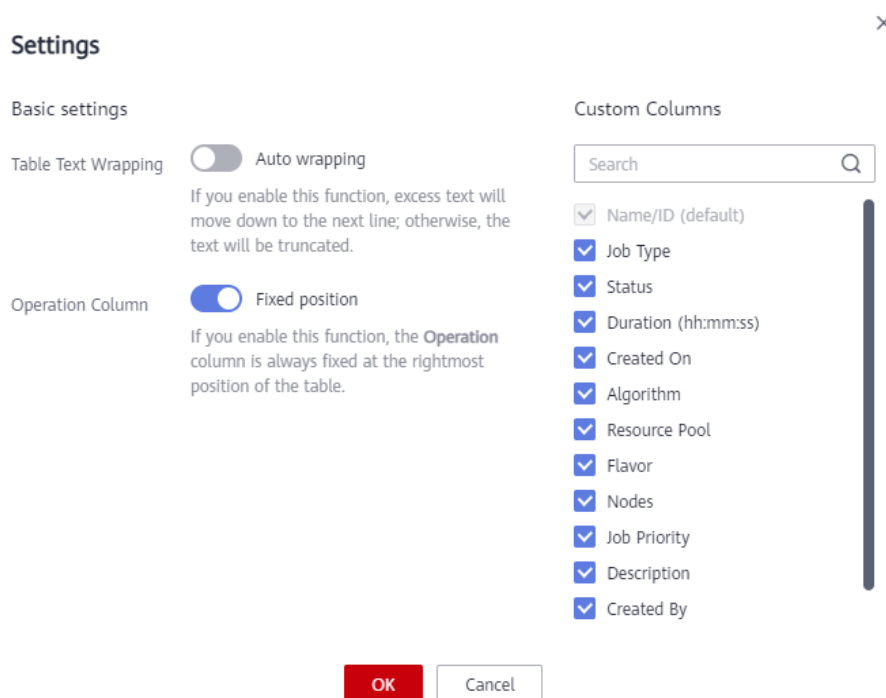 Settings
Basic settings
Table Text Wrapping
Auto wrapping
If you enable this function, excess text will
move down to the next line; otherwise, the
text will be truncated.
Operation Column
Fixed position
If you enable this function, the Operation
column is always fixed at the rightmost
position of the table.
Custom Columns
Search
Name/ID (default)
Job Type
Status
Duration (hh:mm:ss)
Created On
Algorithm
Resource Pool
Flavor
Nodes
Job Priority
Description
Created By
OK
Cancel